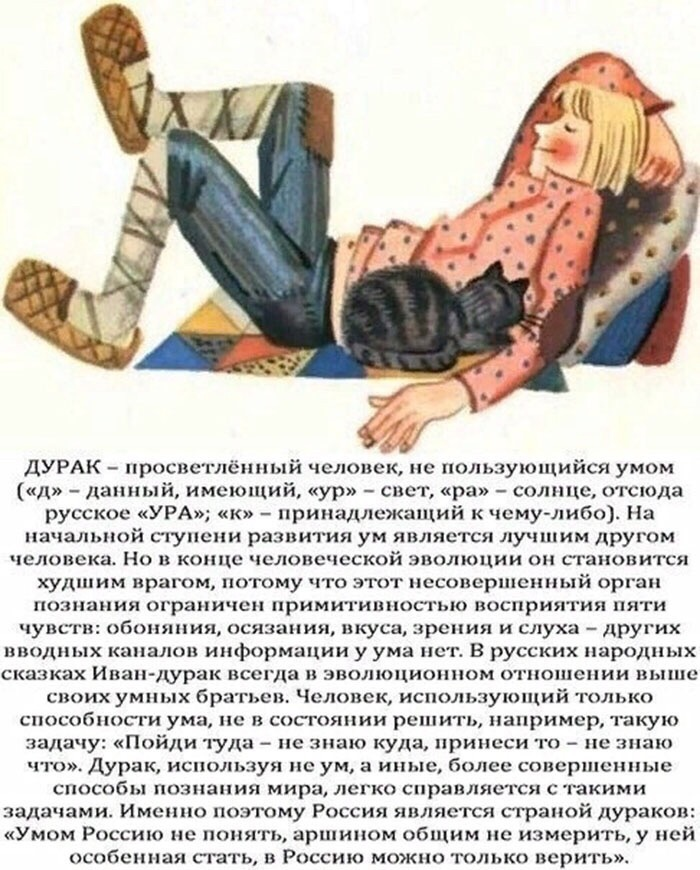 ДУРАК – просветлённый человек, не пользующийся умом
(«д» – данный, имеющий, «ур» – свет, «ра» – солнце, отсюда
русское «УРА»; «к» – принадлежащий к чему-либо). На
начальной ступени развития ум является лучшим другом
человека. Но в конце человеческой эволюции он становится
худшим врагом, потому что этот несовершенный орган
познания ограничен примитивностью восприятия пяти
чувств: обоняния, осязания, вкуса, зрения и слуха – других
вводных каналов информации у ума нет. В русских народных
сказках Иван-дурак всегда в эволюционном отношении выше
своих умных братьев. Человек, использующий только
способности ума, не в состоянии решить, например, такую
задачу: «Пойди туда – не знаю куда, принеси то – не знаю
что». Дурак, используя не ум, а иные, более совершенные
способы познания мира, легко справляется с такими
задачами. Именно поэтому Россия является страной дураков:
«Умом Россию не понять, аршином общим не измерить, у ней
особенная стать, в Россию можно только верить».